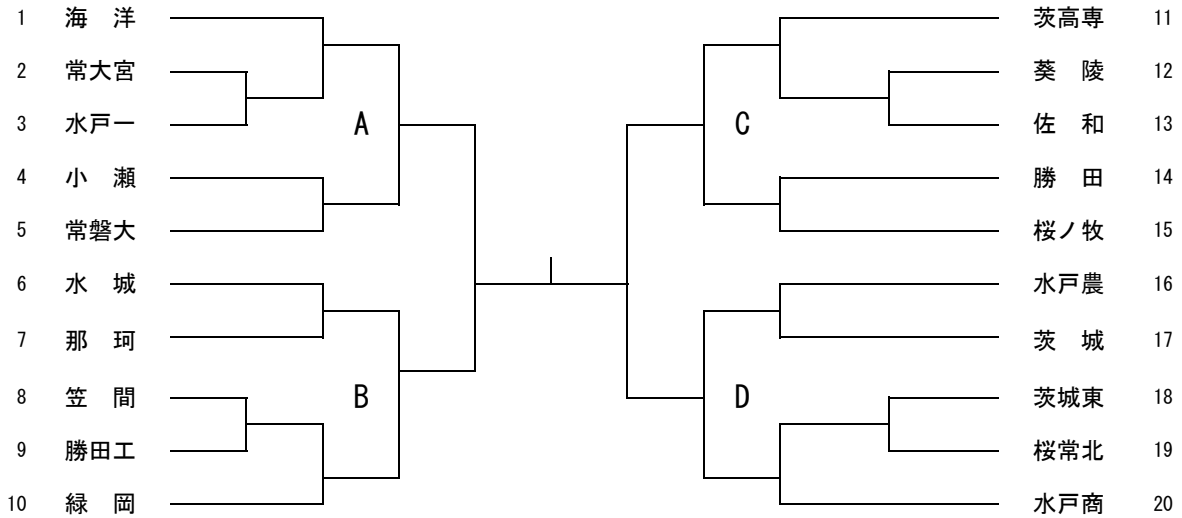 1 海 洋 茨高専 11
2 常大宮 葵 陵 12
3 水戸一 A C 佐 和 13
4 小 瀬 勝 田 14
5 常磐大 桜ノ牧 15
6 水 城 水戸農 16
7 那 珂 茨 城 17
8 笠 間 B D 茨城東 18
9 勝田工 桜常北 19
10 緑 岡 水戸商 20